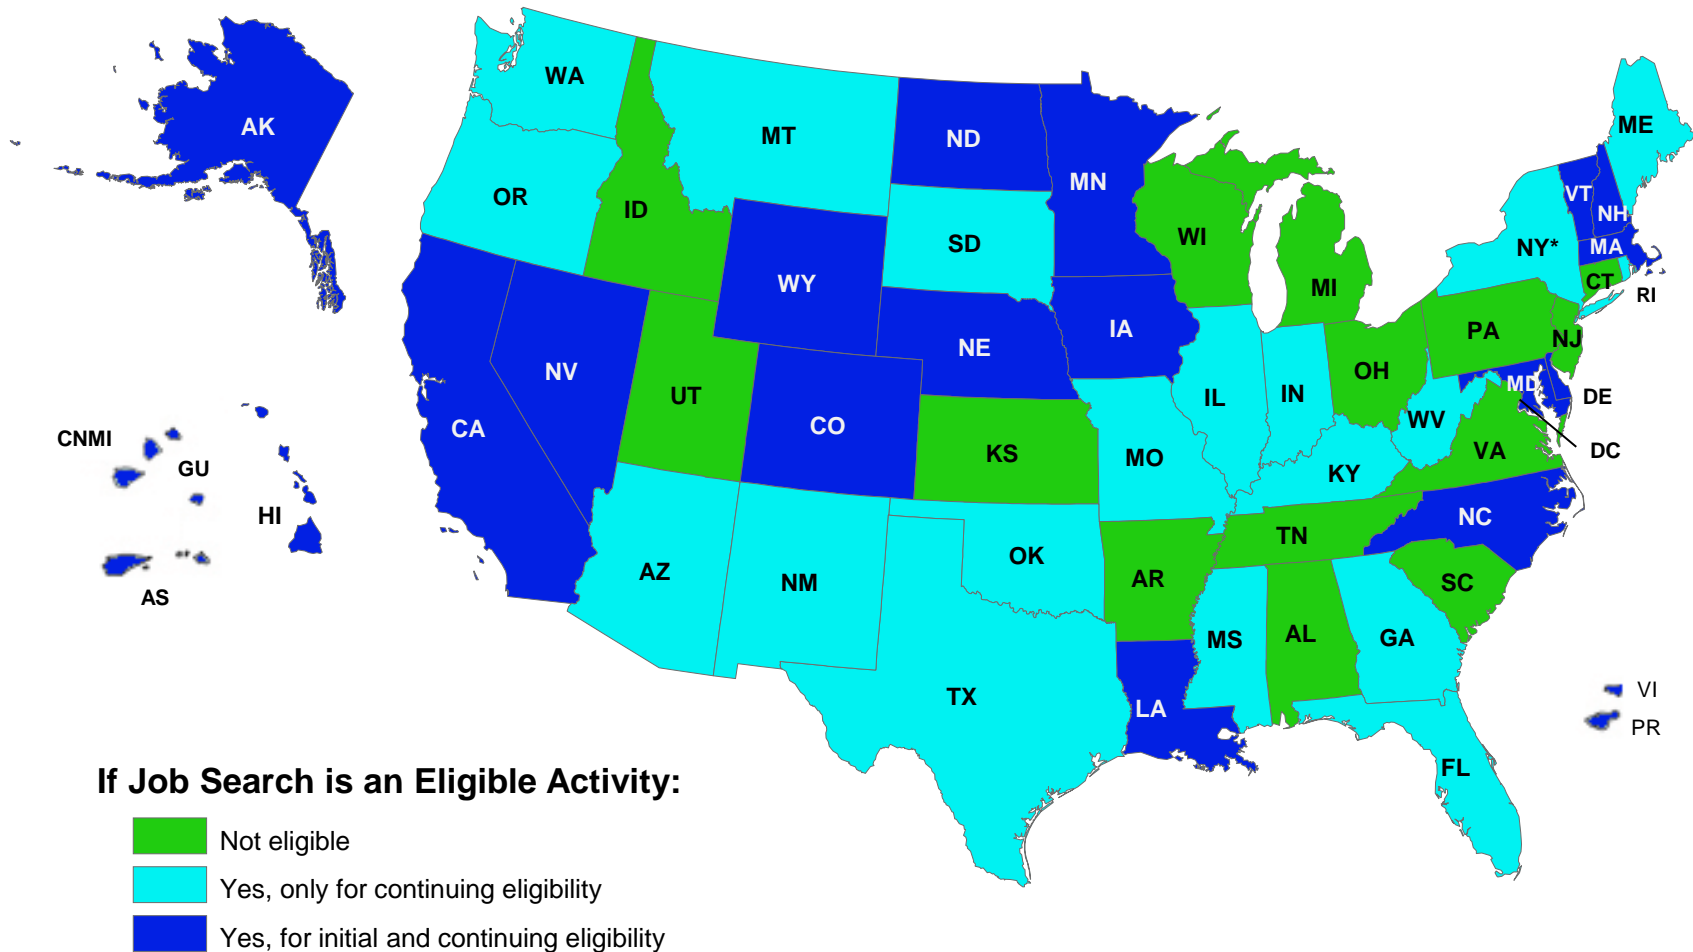 AK
WA
MT
ND
MN
ME
OR
ID
SD
WI
VT
NH
NY*
MA
MI
CT
RI
WY
IA
PA
NJ
NV
NE
OH
UT
IL
IN
MD
DE
CA
CO
WV
CNMI
GU
KS
MO
KY
VA
DC
HI
NC
TN
AZ
NM
OK
AR
SC
AS
MS
AL
GA
TX
LA
VI
PR
FL
If Job Search is an Eligible Activity:
Not eligible
Yes, only for continuing eligibility
Yes, for initial and continuing eligibility